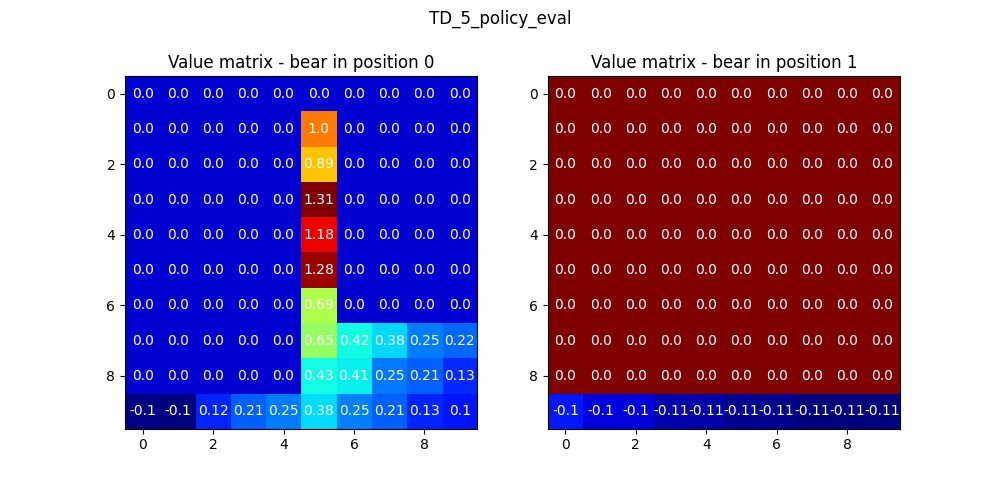 TD_5_policy_eval
Value matrix - bear in position 0
Value matrix - bear in position 1
0 0.0 0.0 0.0 0.0 0.0 0.0 0.0 0.0 0.0 0.0
0.0 0.0 0.0 0.0 0.0 1.0 0.0 0.0 0.0 0.0
2 0.0 0.0 0.0 0.0 0.0 0.89 0.0 0.0 0.0 0.0
0.0 0.0 0.0 0.0 0.0 1.31 0.0 0.0 0.0 0.0
4 0.0 0.0 0.0 0.0 0.0 1.18 0.0 0.0 0.0 0.0
0.0 0.0 0.0 0.0 0.0 1.28 0.0 0.0 0.0 0.0
6 0.0 0.0 0.0 0.0 0.0 0.69 0.0 0.0 0.0 0.0
0.0 0.0 0.0 0.0 0.0 0.65 0.42 0.38 0.25 0.22
8 0.0 0.0 0.0 0.0 0.0 0.43 0.41 0.25 0.21 0.13
-0.1 -0.1 0.12 0.21 0.25 0.38 0.25 0.21 0.13 0.1
0 2 4 6 8
0 0.0 0.0 0.0 0.0 0.0 0.0 0.0 0.0 0.0 0.0
0.0 0.0 0.0 0.0 0.0 0.0 0.0 0.0 0.0 0.0
2 0.0 0.0 0.0 0.0 0.0 0.0 0.0 0.0 0.0 0.0
0.0 0.0 0.0 0.0 0.0 0.0 0.0 0.0 0.0 0.0
4 0.0 0.0 0.0 0.0 0.0 0.0 0.0 0.0 0.0 0.0
0.0 0.0 0.0 0.0 0.0 0.0 0.0 0.0 0.0 0.0
6 0.0 0.0 0.0 0.0 0.0 0.0 0.0 0.0 0.0 0.0
0.0 0.0 0.0 0.0 0.0 0.0 0.0 0.0 0.0 0.0
8 0.0 0.0 0.0 0.0 0.0 0.0 0.0 0.0 0.0 0.0
-0.1 -0.1 -0.1 -0.11 -0.11 -0.11 -0.11 -0.11 -0.11 -0.11
0 2 4 6 8